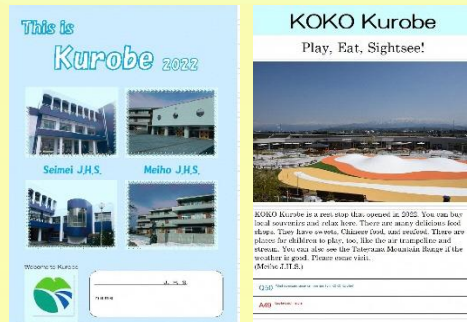 This is
Kurobe 2022
Seimei J.H.S.
Meiho J.H.S.
Welcome to Kurobe
J. H. S.
name
KOKO Kurobe
Play, Eat, Sightsee!
KOKO Kurobe is a rest stop that opened in 2022. You can buy
local souvenirs and relax here. There are many delicious food
shops. They have sweets, Chinese food, and seafood. There are
places for children to play, too, like the air trampoline and
stream. You can also see the Tateyama Mountain Range if the
weather is good. Please come visit.
(Meiho J.H.S.)
Q50
A49